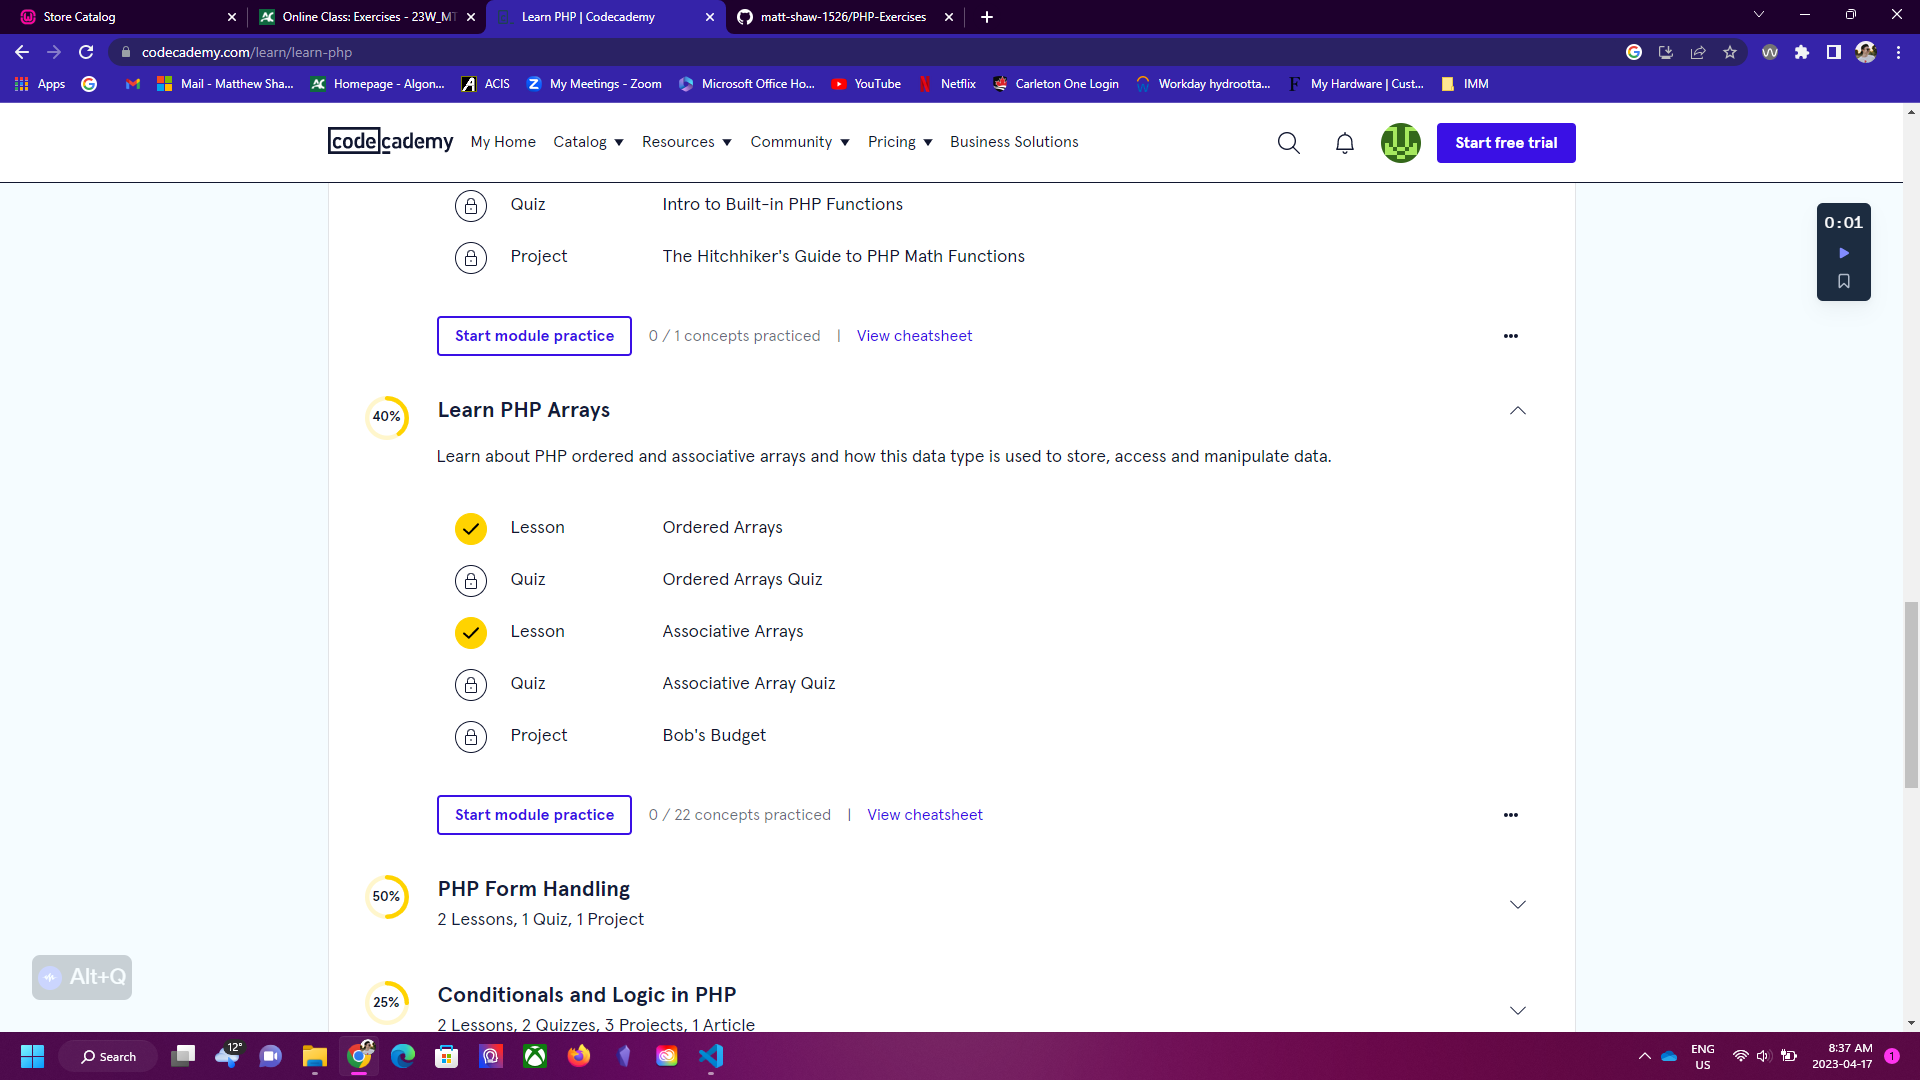 Store Catalog
Online Class: Exercises - 23W_MT
Learn PHP | Codecademy
matt-shaw-1526/PHP-Exercises
codecademy.com/learn/learn-php
Apps
Mail - Matthew Sha...
Homepage - Algon...
ACIS
My Meetings - Zoom
Microsoft Office Ho...
YouTube
Netflix
Carleton One Login
Workday hydrootta...
My Hardware | Cust...
IMM
codecademy
My Home
Catalog
Resources
Community
Pricing
Business Solutions
Start free trial
Quiz Intro to Built-in PHP Functions
0:01
Project The Hitchhiker's Guide to PHP Math Functions
Start module practice 0 / 1 concepts practiced | View cheatsheet
40% Learn PHP Arrays
Learn about PHP ordered and associative arrays and how this data type is used to store, access and manipulate data.
Lesson Ordered Arrays
Quiz Ordered Arrays Quiz
Lesson Associative Arrays
Quiz Associative Array Quiz
Project Bob's Budget
Start module practice 0 / 22 concepts practiced | View cheatsheet
50% PHP Form Handling
2 Lessons, 1 Quiz, 1 Project
Alt+Q
25% Conditionals and Logic in PHP
2 Lessons, 2 Quizzes, 3 Projects, 1 Article
Search
12°
ENG
US
8:37 AM
2023-04-17
1